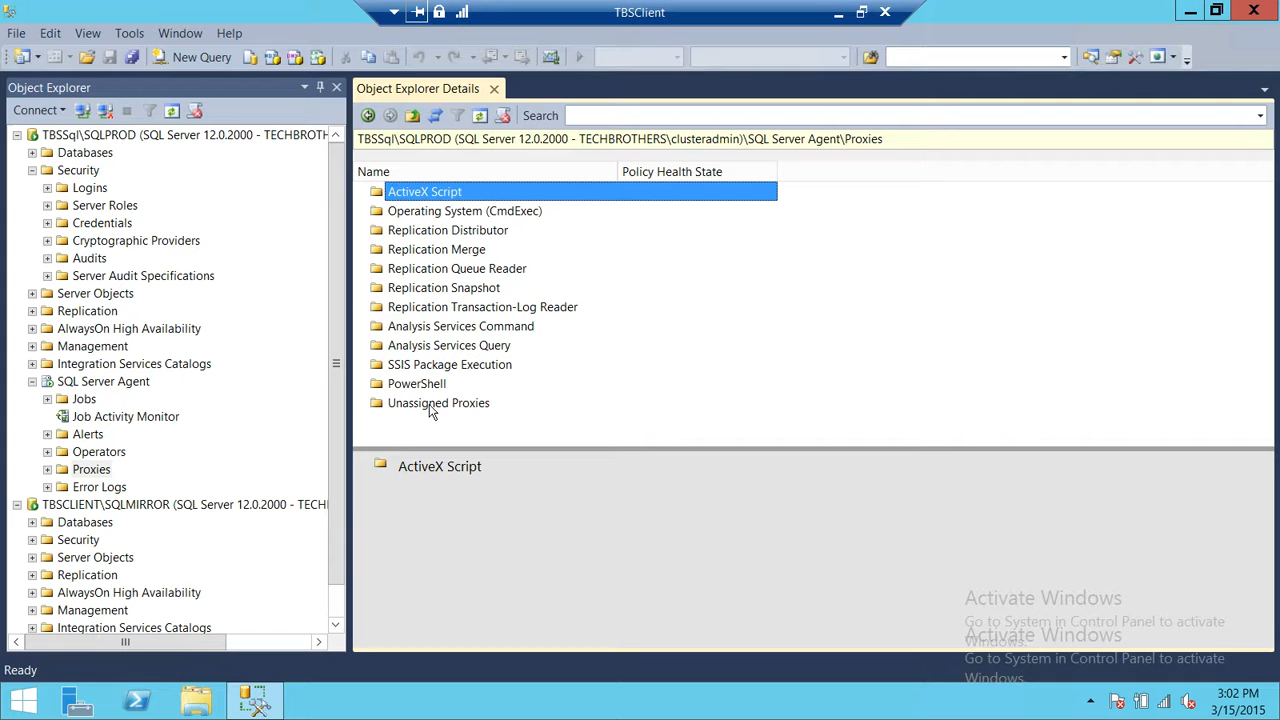 TBSClient
File Edit View Tools Window Help
New Query
Object Explorer
Connect
TBSSql\SQLPROD (SQL Server 12.0.2000 - TECHBROTH
Databases
Security
Logins
Server Roles
Credentials
Cryptographic Providers
Audits
Server Audit Specifications
Server Objects
Replication
AlwaysOn High Availability
Management
Integration Services Catalogs
SQL Server Agent
Jobs
Job Activity Monitor
Alerts
Operators
Proxies
Error Logs
TBSCLIENT\SQLMIRROR (SQL Server 12.0.2000 - TECH
Databases
Security
Server Objects
Replication
AlwaysOn High Availability
Management
Integration Services Catalogs
Object Explorer Details
Search
TBSSql\SQLPROD (SQL Server 12.0.2000 - TECHBROTHERS\clusteradmin)\SQL Server Agent\Proxies
Name Policy Health State
ActiveX Script
Operating System (CmdExec)
Replication Distributor
Replication Merge
Replication Queue Reader
Replication Snapshot
Replication Transaction-Log Reader
Analysis Services Command
Analysis Services Query
SSIS Package Execution
PowerShell
Unassigned Proxies
ActiveX Script
Activate Windows
Go to System in Control Panel to activate
Windows.
Activate Windows
Go to System in Control Panel to activate
Windows.
Ready
3:02 PM
3/15/2015